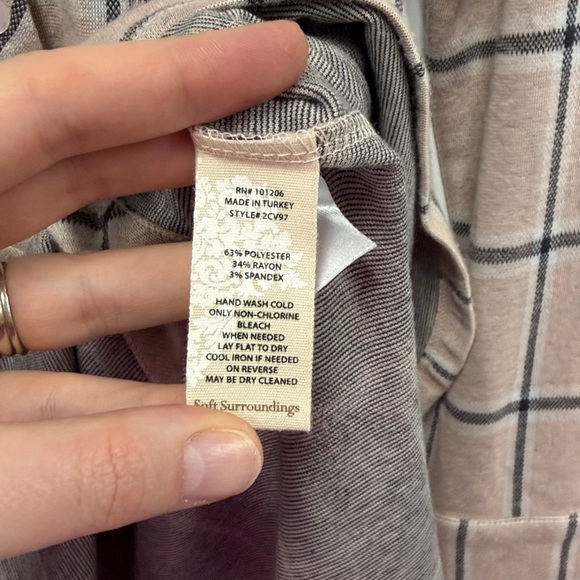 RN# 101206
MADE IN TURKEY
STYLE# 2CV97
63% POLYESTER
34% RAYON
3% SPANDEX
HAND WASH COLD
ONLY NON-CHLORINE
BLEACH
WHEN NEEDED
LAY FLAT TO DRY
COOL IRON IF NEEDED
ON REVERSE
MAY BE DRY CLEANED
Soft Surroundings